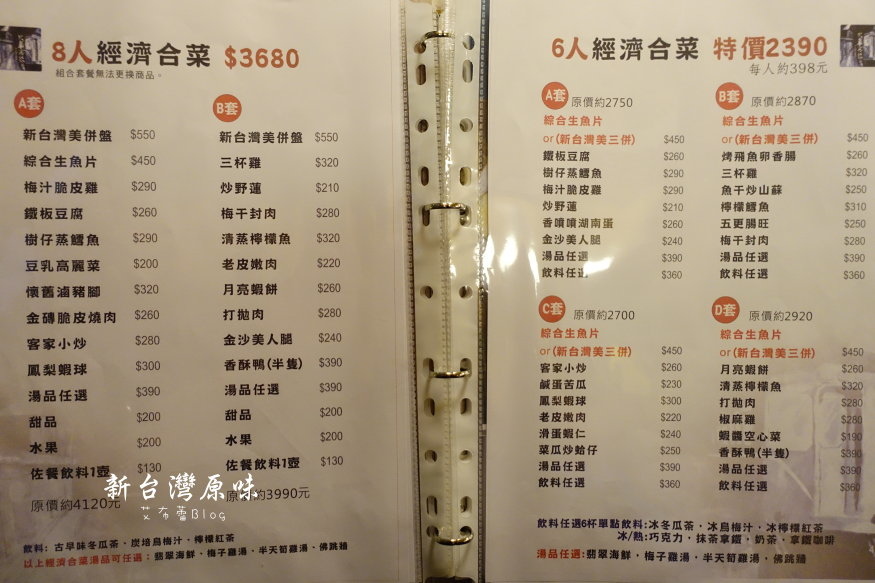 8人經濟合菜 $3680
組合套餐無法更換商品。
A套
新台灣美併盤 $550
綜合生魚片 $450
梅汁脆皮雞 $290
鐵板豆腐 $260
樹仔蒸鱈魚 $290
豆乳高麗菜 $200
懷舊滷豬腳 $320
金磚脆皮燒肉 $260
客家小炒 $280
鳳梨蝦球 $300
湯品任選 $390
甜品 $200
水果 $200
佐餐飲料1壺 $130
原價約4120元
B套
新台灣美併盤 $550
三杯雞 $320
炒野蓮 $210
梅干封肉 $280
清蒸檸檬魚 $320
老皮嫩肉 $220
月亮蝦餅 $260
打拋肉 $280
金沙美人腿 $240
香酥鴨(半隻) $390
湯品任選 $390
甜品 $200
水果 $200
佐餐飲料1壺 $130
原價約3990元
飲料: 古早味冬瓜茶・炭焙烏梅汁・檸檬紅茶
以上經濟合菜湯品可任選：翡翠海鮮・梅子雞湯・半天筍雞湯・佛跳牆
6人經濟合菜 特價2390
每人約398元
A套 原價約2750
綜合生魚片
or(新台灣美三併) $450
鐵板豆腐 $260
樹仔蒸鱈魚 $290
梅汁脆皮雞 $290
炒野蓮 $210
香噴噴湖南蛋 $260
金沙美人腿 $240
湯品任選 $390
飲料任選 $360
B套 原價約2870
綜合生魚片
or(新台灣美三併) $450
烤飛魚卵香腸 $260
三杯雞 $320
魚干炒山蘇 $250
檸檬鱈魚 $310
五更腸旺 $250
梅干封肉 $280
湯品任選 $390
飲料任選 $360
C套 原價約2700
綜合生魚片
or(新台灣美三併) $450
客家小炒 $260
鹹蛋苦瓜 $230
鳳梨蝦球 $300
老皮嫩肉 $220
滑蛋蝦仁 $240
菜瓜炒蛤仔 $250
湯品任選 $390
飲料任選 $360
D套 原價約2920
綜合生魚片
or(新台灣美三併) $450
月亮蝦餅 $260
清蒸檸檬魚 $320
打拋肉 $280
椒麻雞 $280
蝦醬空心菜 $190
香酥鴨(半隻) $390
湯品任選 $390
飲料任選 $360
飲料任選6杯單點飲料:冰冬瓜茶・冰烏梅汁・冰檸檬紅茶
冰/熱:巧克力・抹茶拿鐵・奶茶・拿鐵咖啡
湯品任選:翡翠海鮮・梅子雞湯・半天筍雞湯・佛跳牆
新台灣原味
艾布蕾Blog